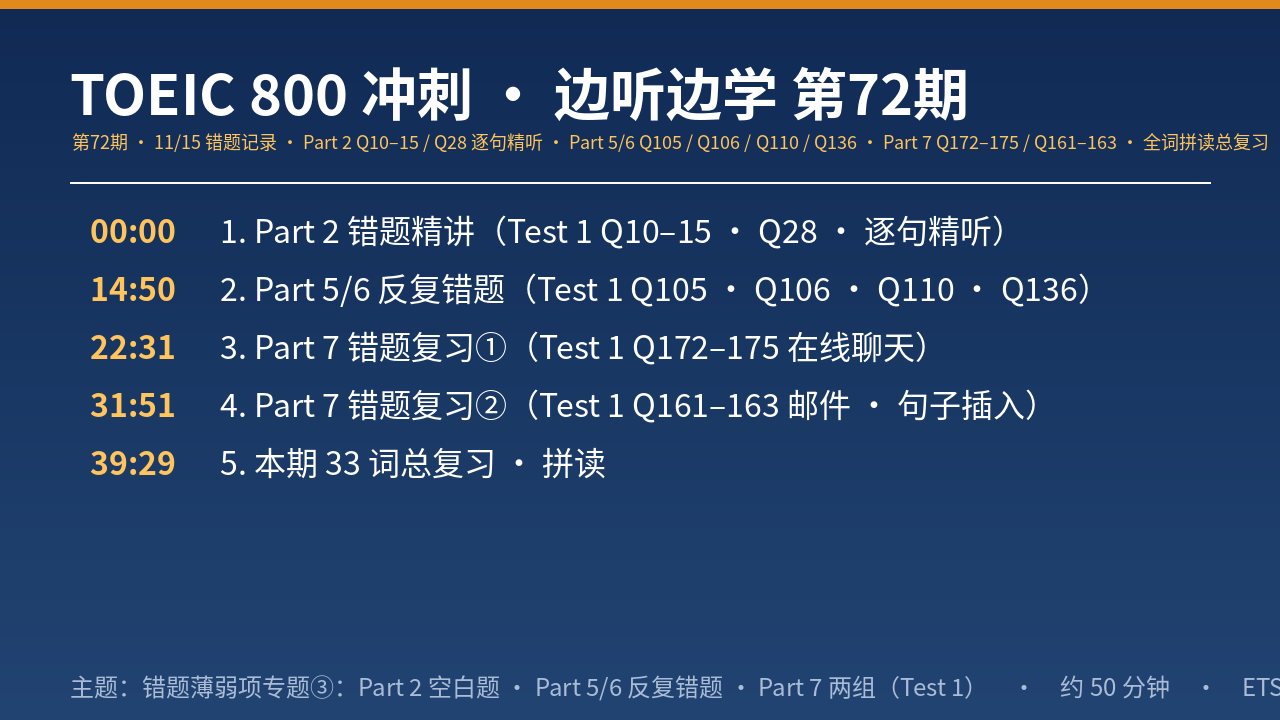 TOEIC 800 冲刺 · 边听边学 第72期
第72期 · 11/15 错题记录 · Part 2 Q10–15 / Q28 逐句精听 · Part 5/6 Q105 / Q106 / Q110 / Q136 · Part 7 Q172–175 / Q161–163 · 全词拼读总复习
00:00 1. Part 2 错题精讲（Test 1 Q10–15 · Q28 · 逐句精听）
14:50 2. Part 5/6 反复错题（Test 1 Q105 · Q106 · Q110 · Q136）
22:31 3. Part 7 错题复习①（Test 1 Q172–175 在线聊天）
31:51 4. Part 7 错题复习②（Test 1 Q161–163 邮件 · 句子插入）
39:29 5. 本期 33 词总复习 · 拼读
主题：错题薄弱项专题③：Part 2 空白题 · Part 5/6 反复错题 · Part 7 两组（Test 1） · 约 50 分钟 · ETS